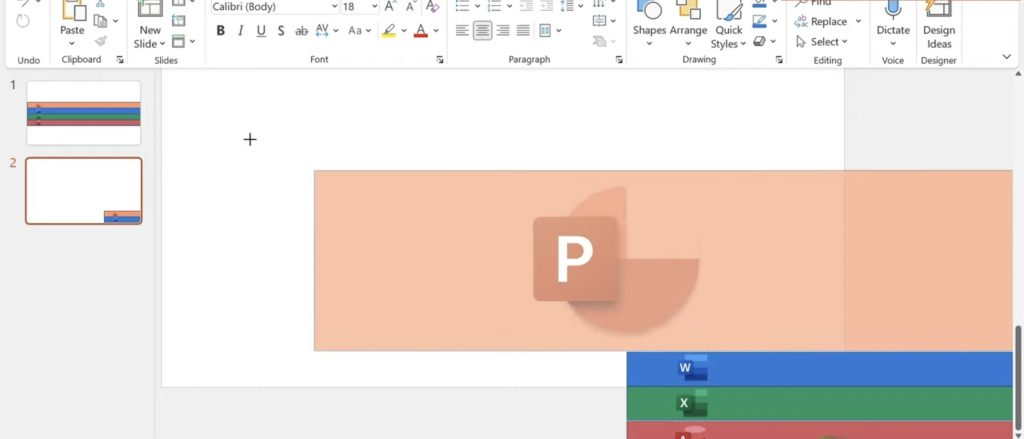 Calibri (Body) 18 A A A
Find
Paste
New
Slide
B I U S ab AV Aa A
Shapes Arrange Quick
Styles
Replace
Select
Dictate
Design
Ideas
Undo Clipboard Slides Font Paragraph Drawing Editing Voice Designer
1
2
P
W
X